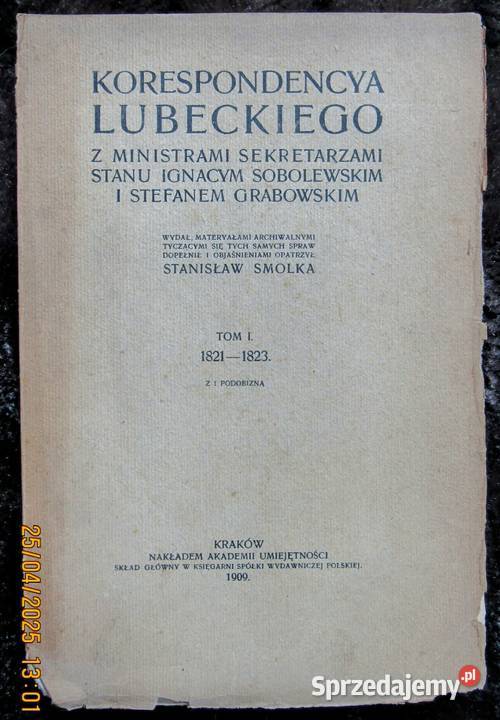 KORESPONDENCYA
LUBECKIEGO
Z MINISTRAMI SEKRETARZAMI
STANU IGNACYM SOBOLEWSKIM
I STEFANEM GRABOWSKIM
WYDAŁ, MATERYAŁAMI ARCHIWALNYMI
TYCZĄCYMI SIĘ TYCH SAMYCH SPRAW
DOPEŁNIŁ I OBJAŚNIENIAMI OPATRZYŁ
STANISŁAW SMOLKA
TOM I.
1821—1823.
Z 1 PODOBIZNĄ
KRAKÓW
NAKŁADEM AKADEMII UMIEJĘTNOŚCI
SKŁAD GŁÓWNY W KSIĘGARNI SPÓŁKI WYDAWNICZEJ POLSKIEJ.
1909.
25/04/2025 13:01
Sprzedajemy.pl